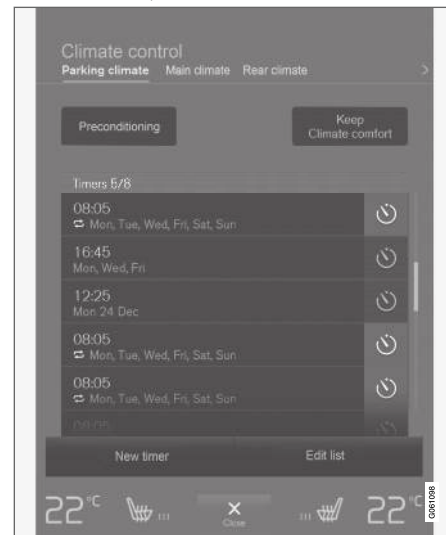 Climate control
Parking climate Main climate Rear climate >
Preconditioning
Keep
Climate comfort
Timers 5/8
08:05
Mon, Tue, Wed, Fri, Sat, Sun
16:45
Mon, Wed, Fri
12:25
Mon 24 Dec
08:05
Mon, Tue, Wed, Fri, Sat, Sun
08:05
Mon, Tue, Wed, Fri, Sat, Sun
08:05
New timer Edit list
22°C 22°C
Close
G061098